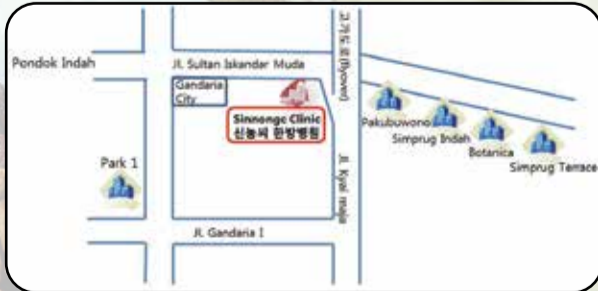 Pondok Indah
Jl. Sultan Iskandar Muda
고가도로(flyover)
Gandaria
City
Sinnonge Clinic
신농씨 한방병원
Pakubuwono
Simprug Indah
Botanica
Simprug Terrace
Park 1
Jl. Kyai maja
Jl. Gandaria I